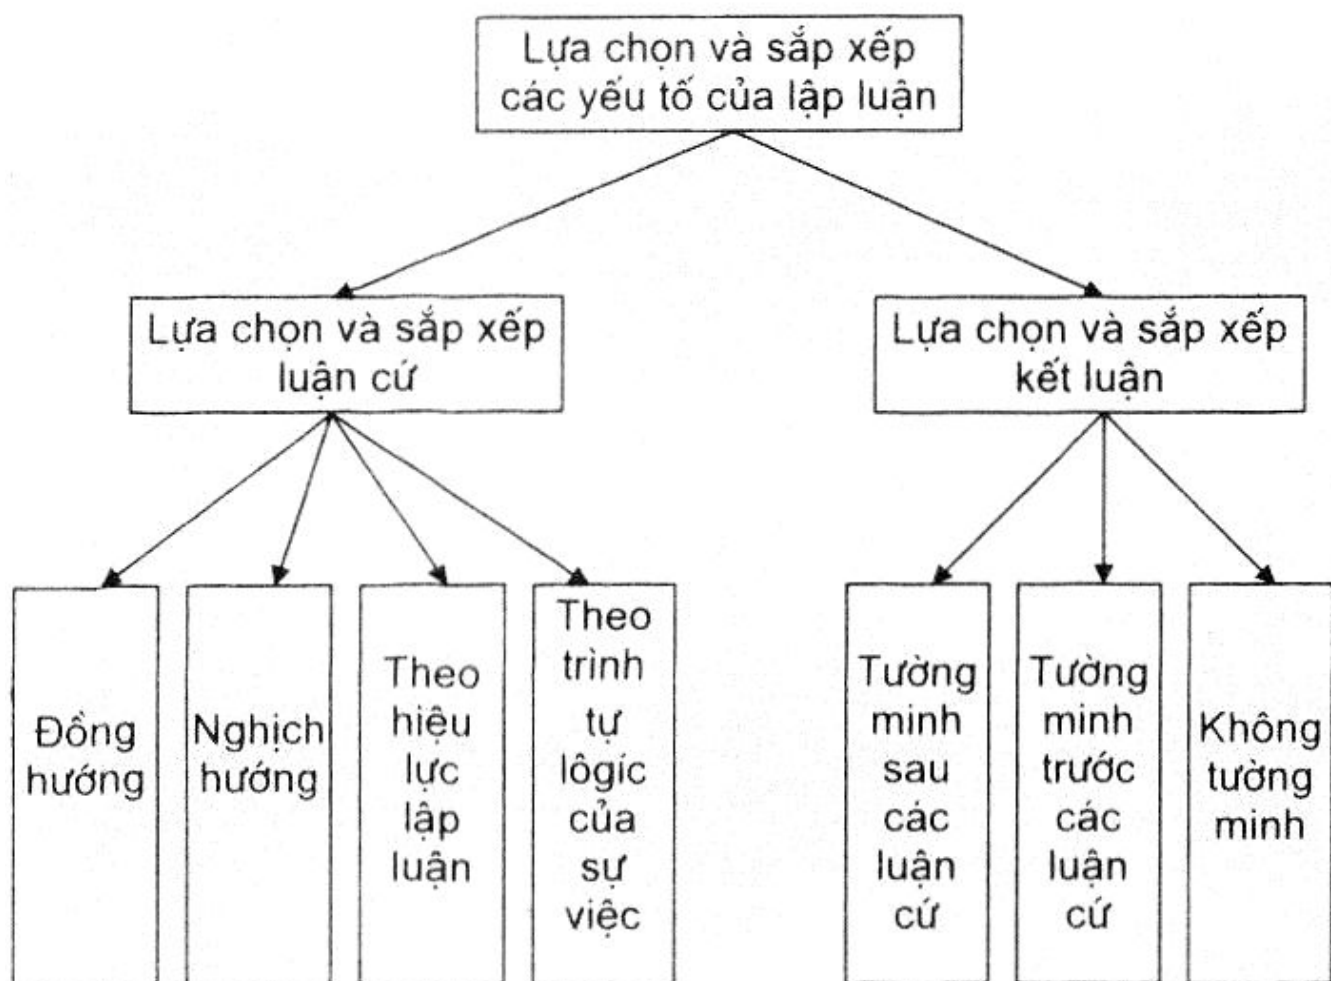 Lựa chọn và sắp xếp
các yếu tố của lập luận
Lựa chọn và sắp xếp
luận cứ
Lựa chọn và sắp xếp
kết luận
Đồng
hướng
Nghịch
hướng
Theo
hiệu
lực
lập
luận
Theo
trình
tự
lôgic
của
sự
việc
Tường
minh
sau
các
luận
cứ
Tường
minh
trước
các
luận
cứ
Không
tường
minh